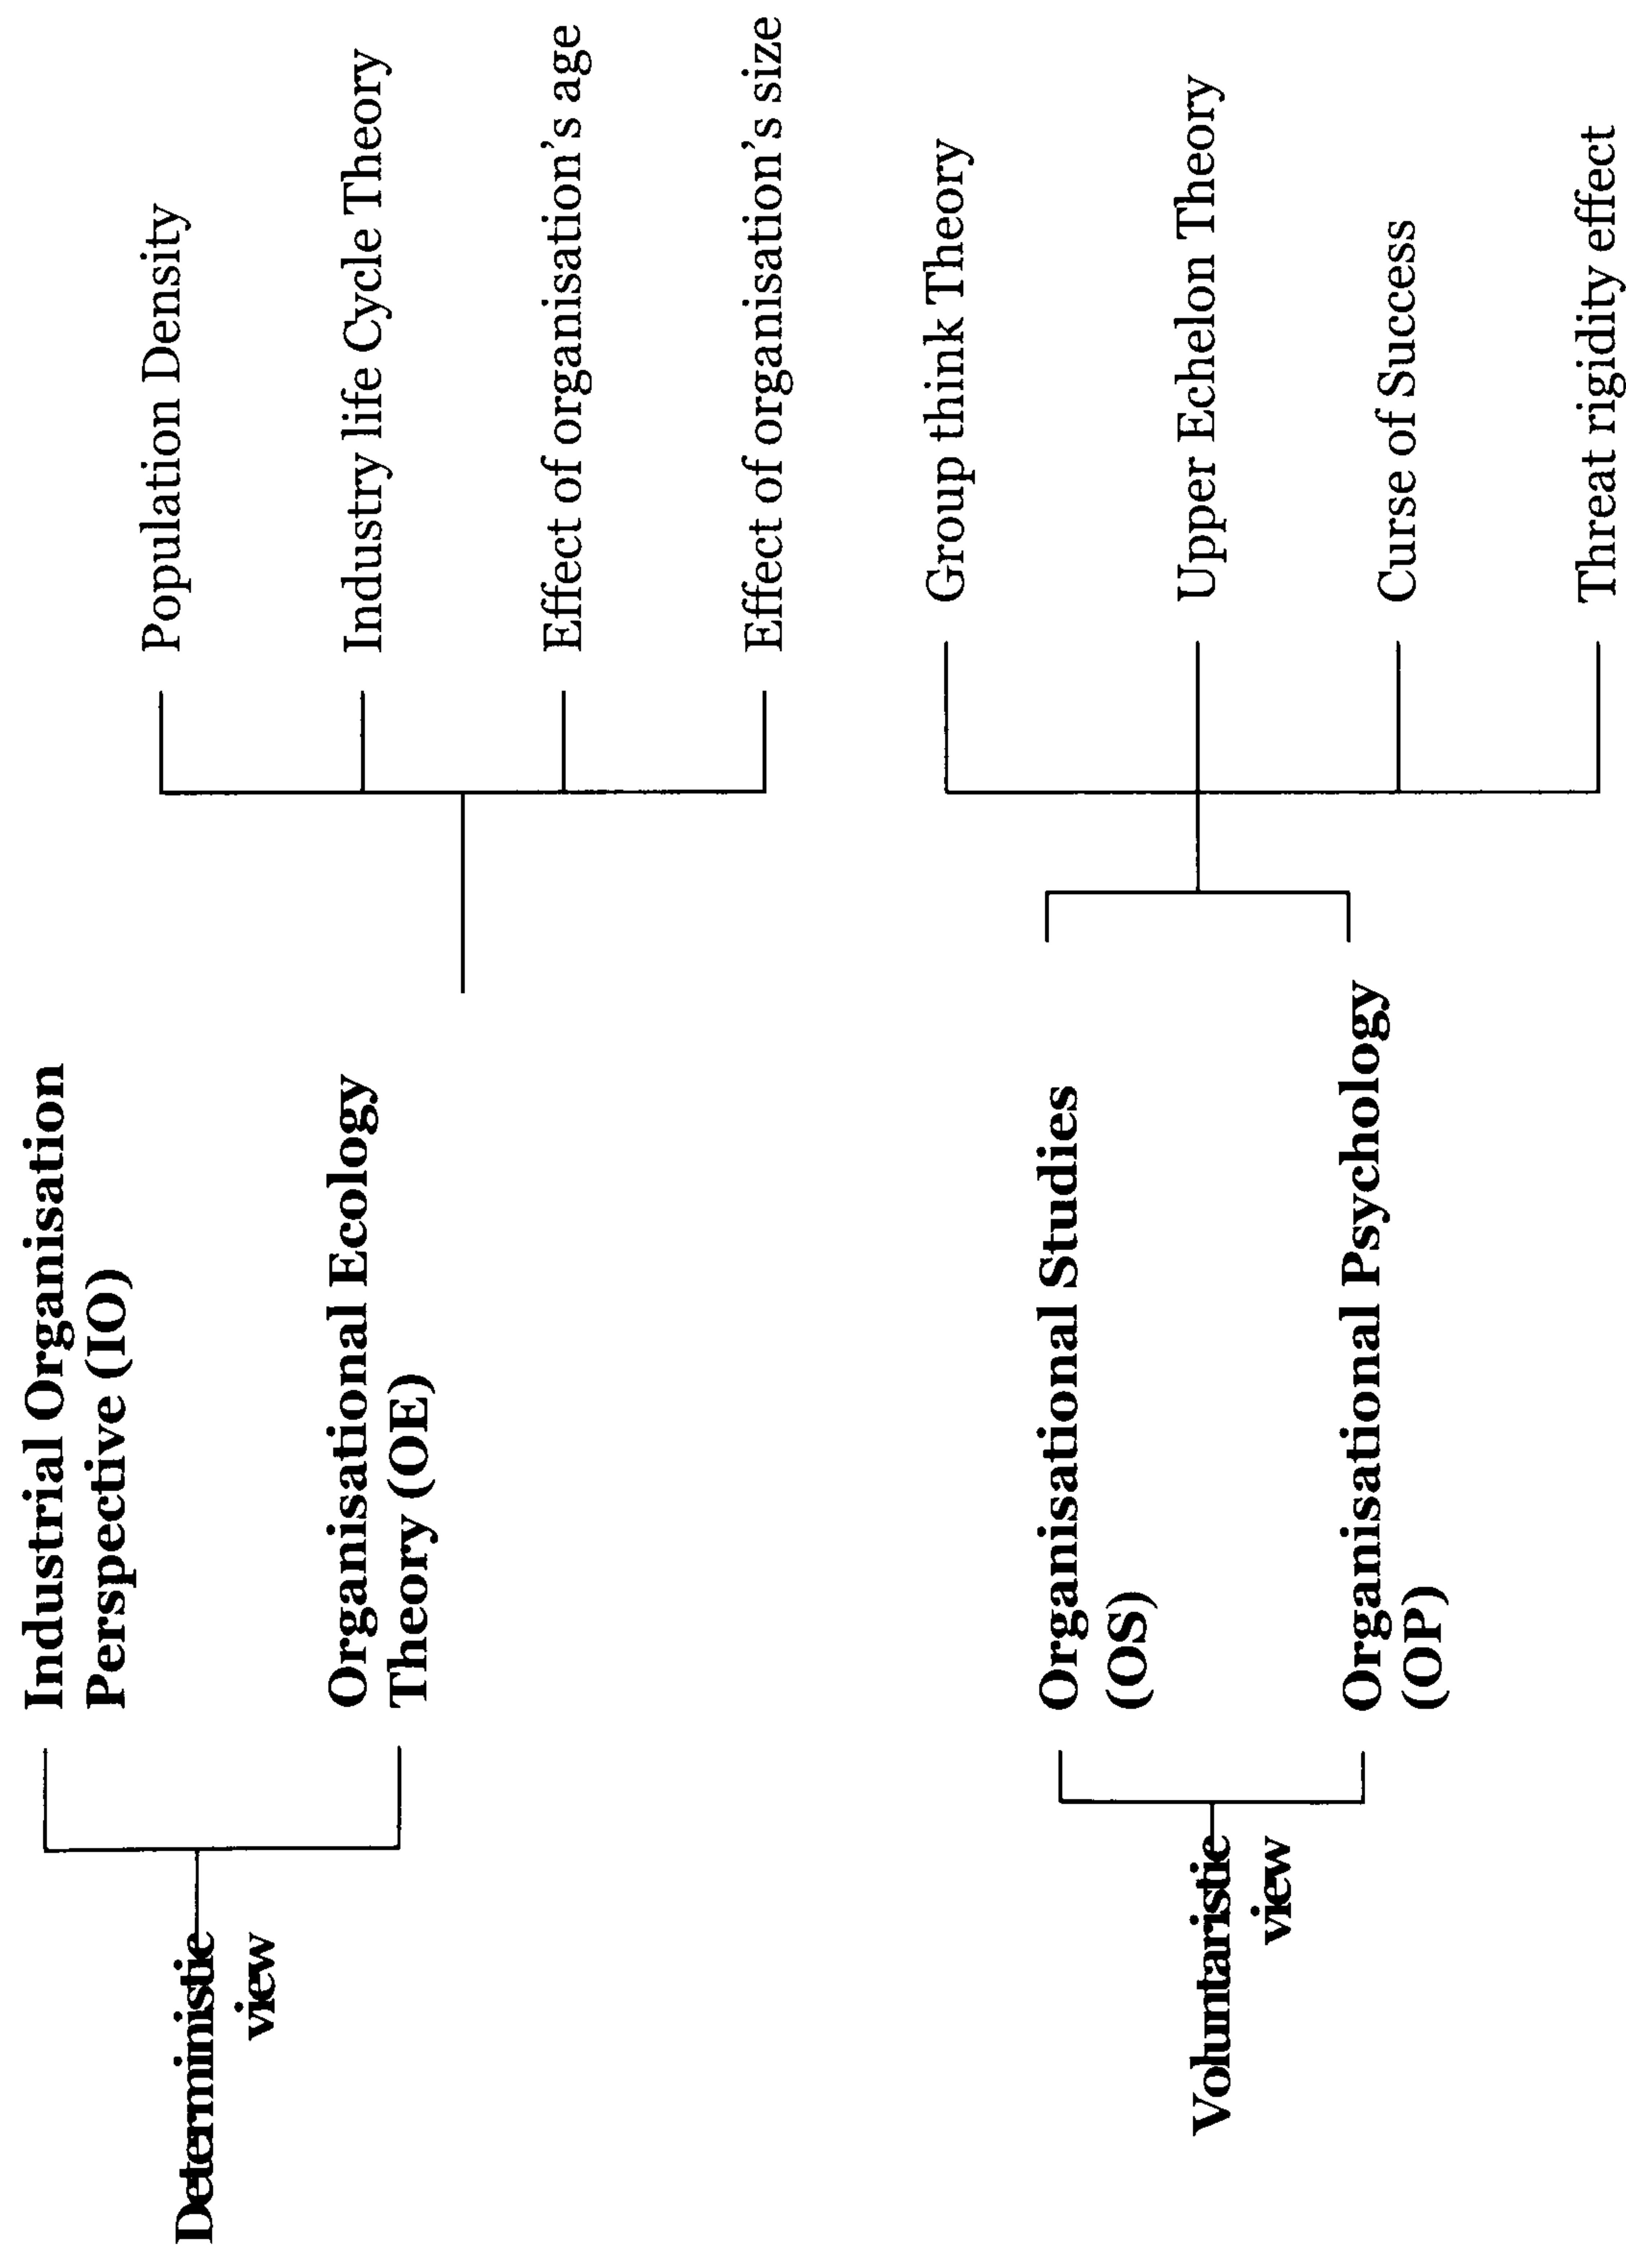 Deterministic
view
Industrial Organisation
Perspective (IO)
Organisational Ecology
Theory (OE)
Population Density
Industry life Cycle Theory
Effect of organisation's age
Effect of organisation's size
Voluntaristic
view
Organisational Studies
(OS)
Organisational Psychology
(OP)
Group think Theory
Upper Echelon Theory
Curse of Success
Threat rigidity effect